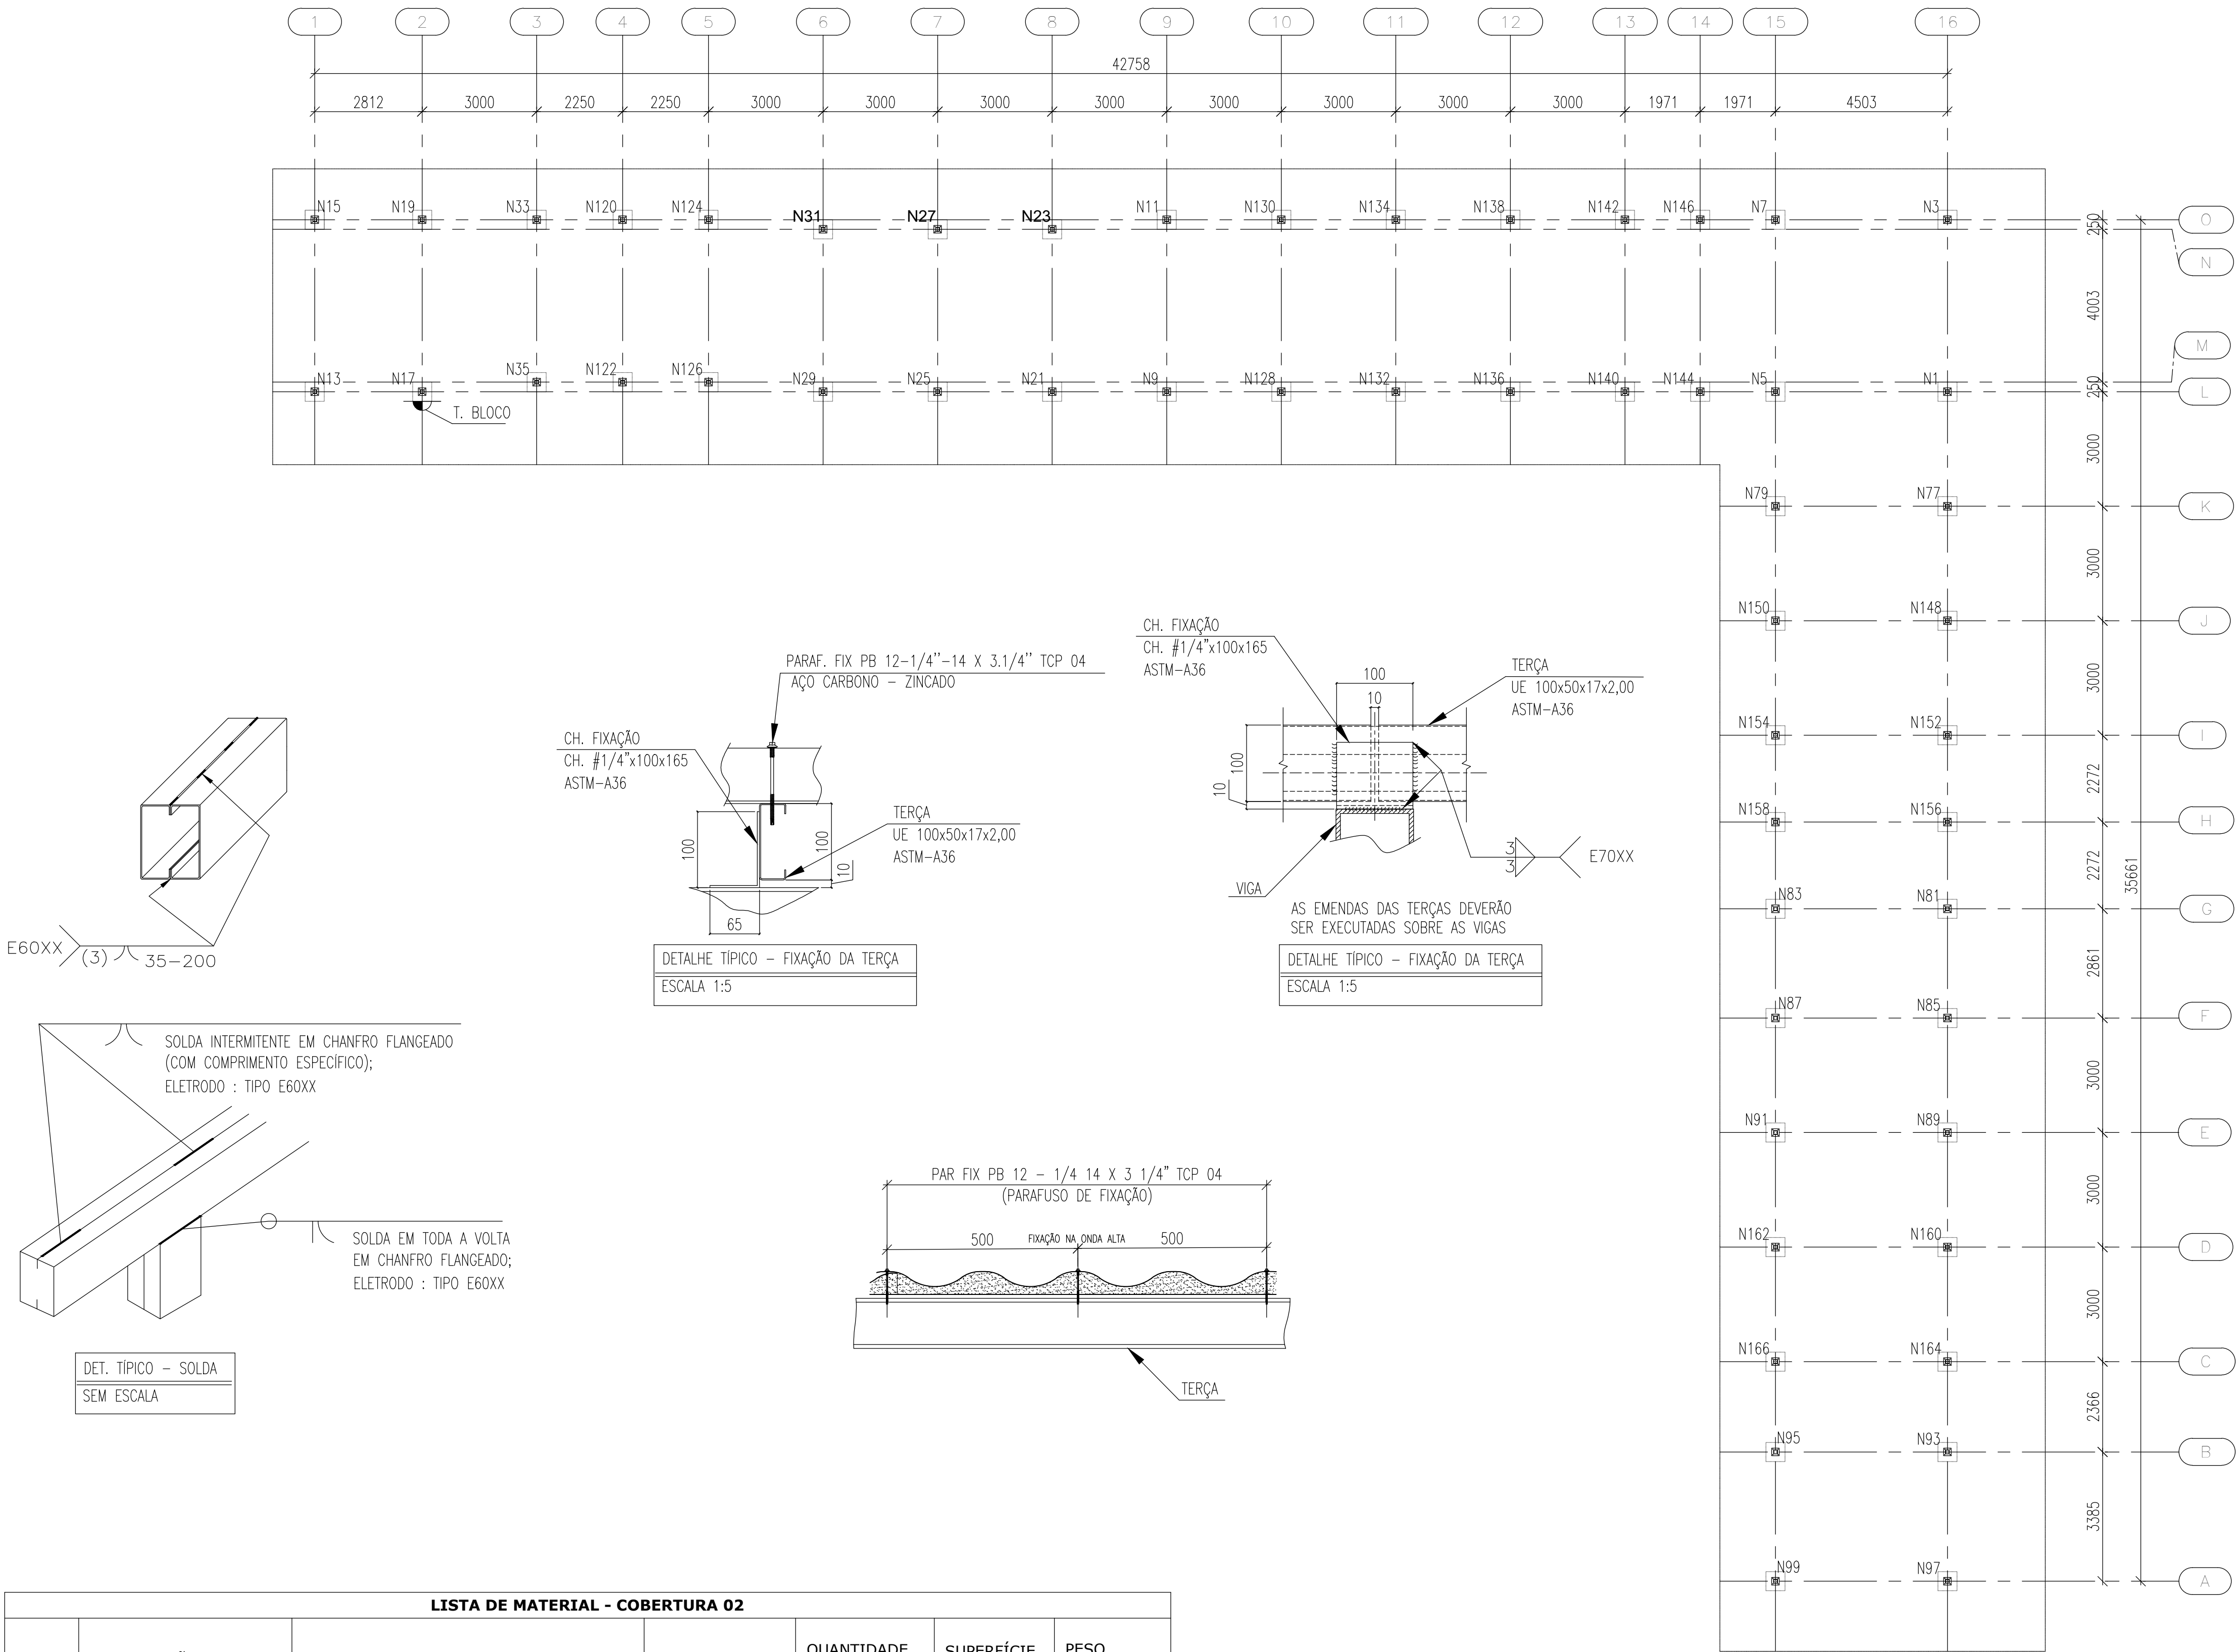 1 2 3 4 5 6 7 8 9 10 11 12 13 14 15 16
42758
2812 3000 2250 2250 3000 3000 3000 3000 3000 3000 3000 3000 1971 1971 4503
N15 N19 N33 N120 N124 N31 N27 N23 N11 N130 N134 N138 N142 N146 N7 N3
250
O
N
4003
M
N13 N17 N35 N122 N126 N29 N25 N21 N9 N128 N132 N136 N140 N144 N5 N1
250
L
T. BLOCO
3000
N79 N77
K
3000
N150 N148
J
3000
N154 N152
I
2272
N158 N156
H
2272
35661
N83 N81
G
2861
N87 N85
F
3000
N91 N89
E
3000
N162 N160
D
3000
N166 N164
C
2366
N95 N93
B
3385
N99 N97
A
E60XX (3) 35-200
SOLDA INTERMITENTE EM CHANFRO FLANGEADO
(COM COMPRIMENTO ESPECÍFICO);
ELETRODO : TIPO E60XX
SOLDA EM TODA A VOLTA
EM CHANFRO FLANGEADO;
ELETRODO : TIPO E60XX
DET. TÍPICO - SOLDA
SEM ESCALA
PARAF. FIX PB 12-1/4''-14 X 3.1/4'' TCP 04
AÇO CARBONO - ZINCADO
CH. FIXAÇÃO
CH. #1/4"x100x165
ASTM-A36
TERÇA
UE 100x50x17x2,00
ASTM-A36
100
100
10
65
DETALHE TÍPICO - FIXAÇÃO DA TERÇA
ESCALA 1:5
CH. FIXAÇÃO
CH. #1/4"x100x165
ASTM-A36
100
10
TERÇA
UE 100x50x17x2,00
ASTM-A36
100
10
3
3
E70XX
VIGA
AS EMENDAS DAS TERÇAS DEVERÃO
SER EXECUTADAS SOBRE AS VIGAS
DETALHE TÍPICO - FIXAÇÃO DA TERÇA
ESCALA 1:5
PAR FIX PB 12 - 1/4 14 X 3 1/4" TCP 04
(PARAFUSO DE FIXAÇÃO)
500 FIXAÇÃO NA ONDA ALTA 500
TERÇA
LISTA DE MATERIAL - COBERTURA 02
QUANTIDADE SUPERFÍCIE PESO